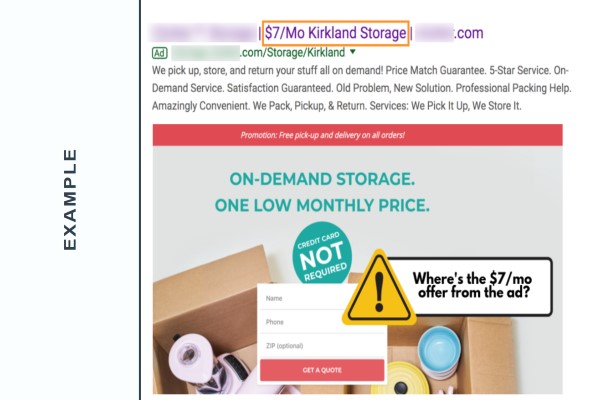 EXAMPLE
| $7/Mo Kirkland Storage | .com
Ad .com/Storage/Kirkland
We pick up, store, and return your stuff all on demand! Price Match Guarantee. 5-Star Service. On-
Demand Service. Satisfaction Guaranteed. Old Problem, New Solution. Professional Packing Help.
Amazingly Convenient. We Pack, Pickup, & Return. Services: We Pick It Up, We Store It.
Promotion: Free pick-up and delivery on all orders!
ON-DEMAND STORAGE.
ONE LOW MONTHLY PRICE.
CREDIT CARD
NOT
REQUIRED
Where's the $7/mo
offer from the ad?
Name
Phone
ZIP (optional)
GET A QUOTE